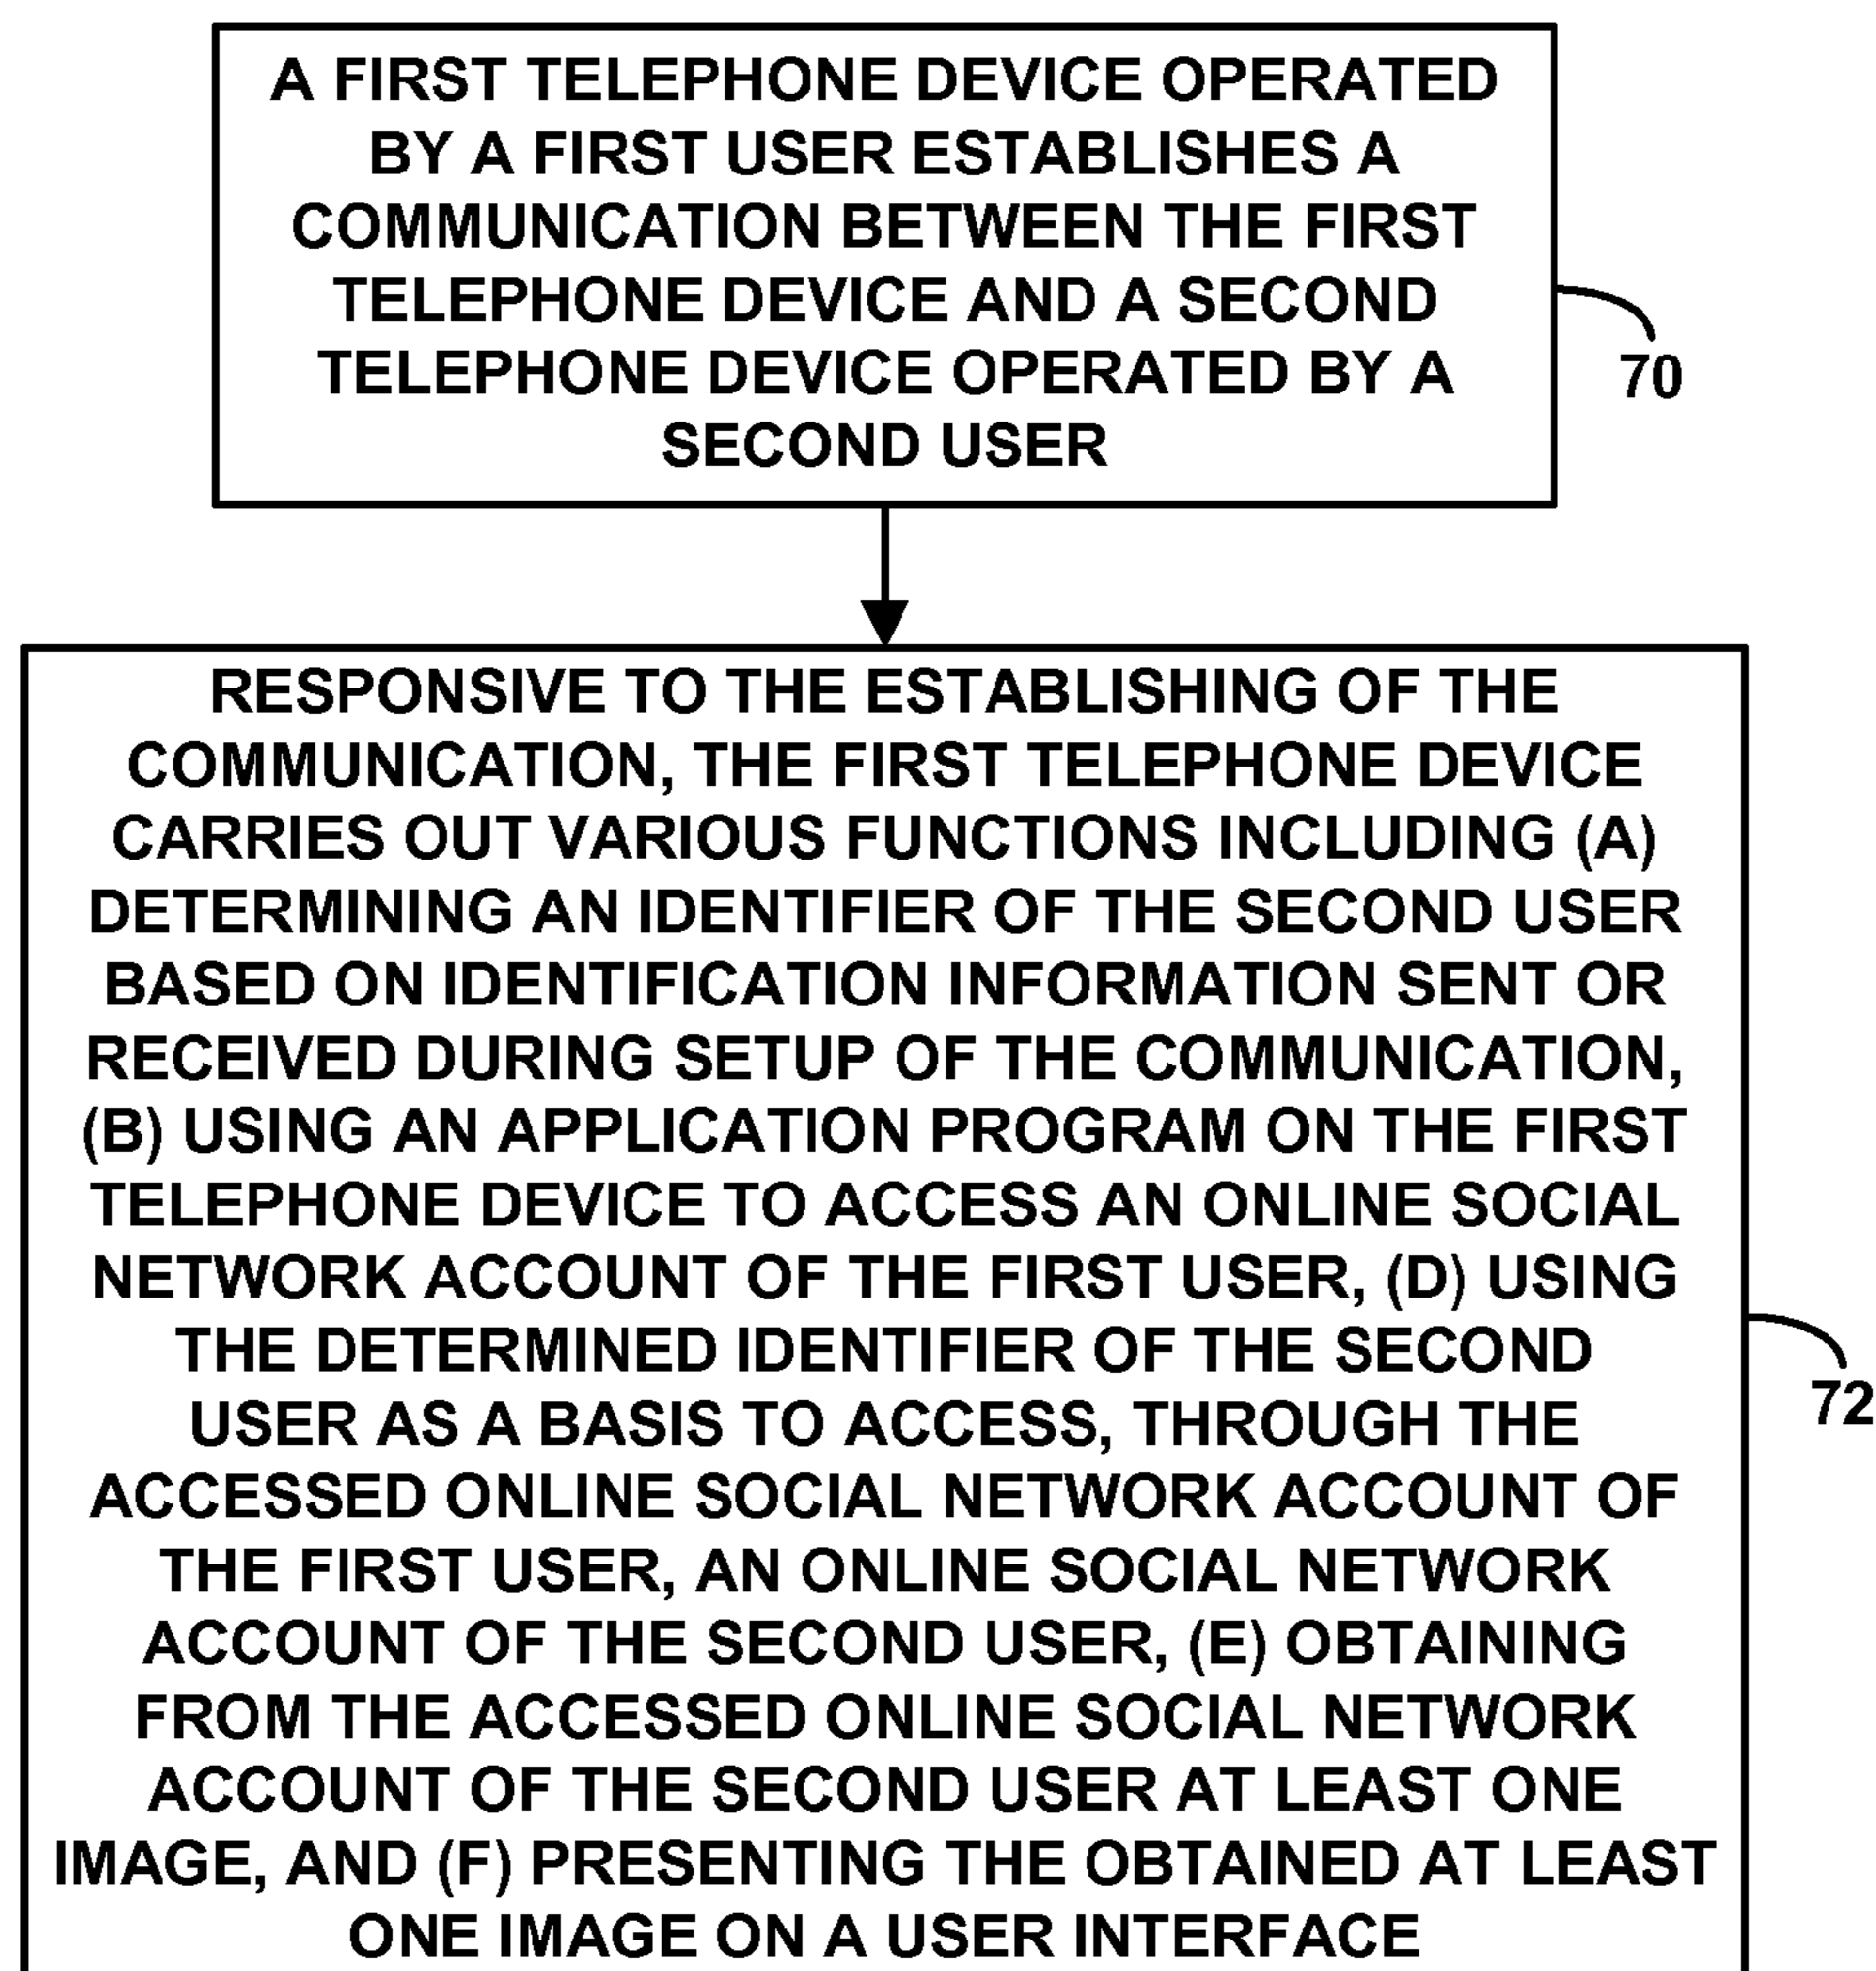 A FIRST TELEPHONE DEVICE OPERATED
BY A FIRST USER ESTABLISHES A
COMMUNICATION BETWEEN THE FIRST
TELEPHONE DEVICE AND A SECOND
TELEPHONE DEVICE OPERATED BY A
SECOND USER
70
RESPONSIVE TO THE ESTABLISHING OF THE
COMMUNICATION, THE FIRST TELEPHONE DEVICE
CARRIES OUT VARIOUS FUNCTIONS INCLUDING (A)
DETERMINING AN IDENTIFIER OF THE SECOND USER
BASED ON IDENTIFICATION INFORMATION SENT OR
RECEIVED DURING SETUP OF THE COMMUNICATION,
(B) USING AN APPLICATION PROGRAM ON THE FIRST
TELEPHONE DEVICE TO ACCESS AN ONLINE SOCIAL
NETWORK ACCOUNT OF THE FIRST USER, (D) USING
THE DETERMINED IDENTIFIER OF THE SECOND
USER AS A BASIS TO ACCESS, THROUGH THE
ACCESSED ONLINE SOCIAL NETWORK ACCOUNT OF
THE FIRST USER, AN ONLINE SOCIAL NETWORK
ACCOUNT OF THE SECOND USER, (E) OBTAINING
FROM THE ACCESSED ONLINE SOCIAL NETWORK
ACCOUNT OF THE SECOND USER AT LEAST ONE
IMAGE, AND (F) PRESENTING THE OBTAINED AT LEAST
ONE IMAGE ON A USER INTERFACE
72